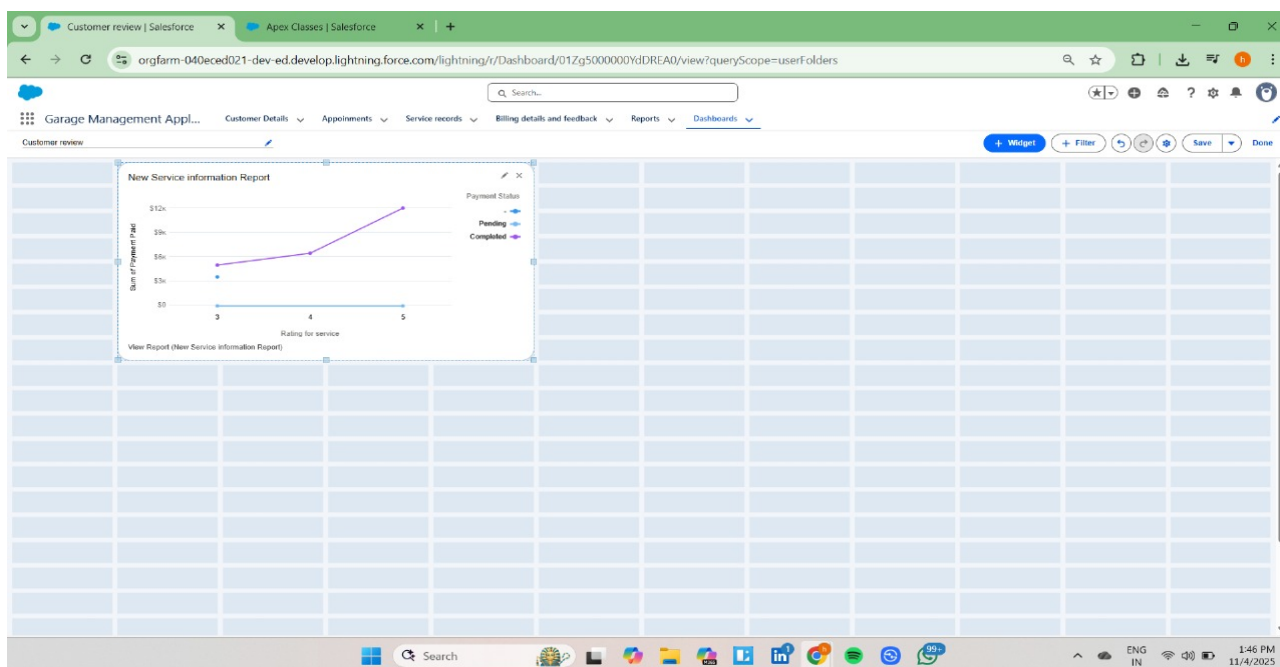 Customer review | Salesforce
Apex Classes | Salesforce
orgfarm-040eced021-dev-ed.develop.lightning.force.com/lightning/r/Dashboard/01Zg5000000YdDREA0/view?queryScope=userFolders
h
Search...
Garage Management Appl...
Customer Details
Appoinments
Service records
Billing details and feedback
Reports
Dashboards
Customer review
+ Widget
+ Filter
Save
Done
New Service information Report
Payment Status
-
Pending
Completed
Sum of Payment Paid
$12k
$9k
$6k
$3k
$0
3 4 5
Rating for service
View Report (New Service information Report)
Search
99+
ENG
IN
1:46 PM
11/4/2025